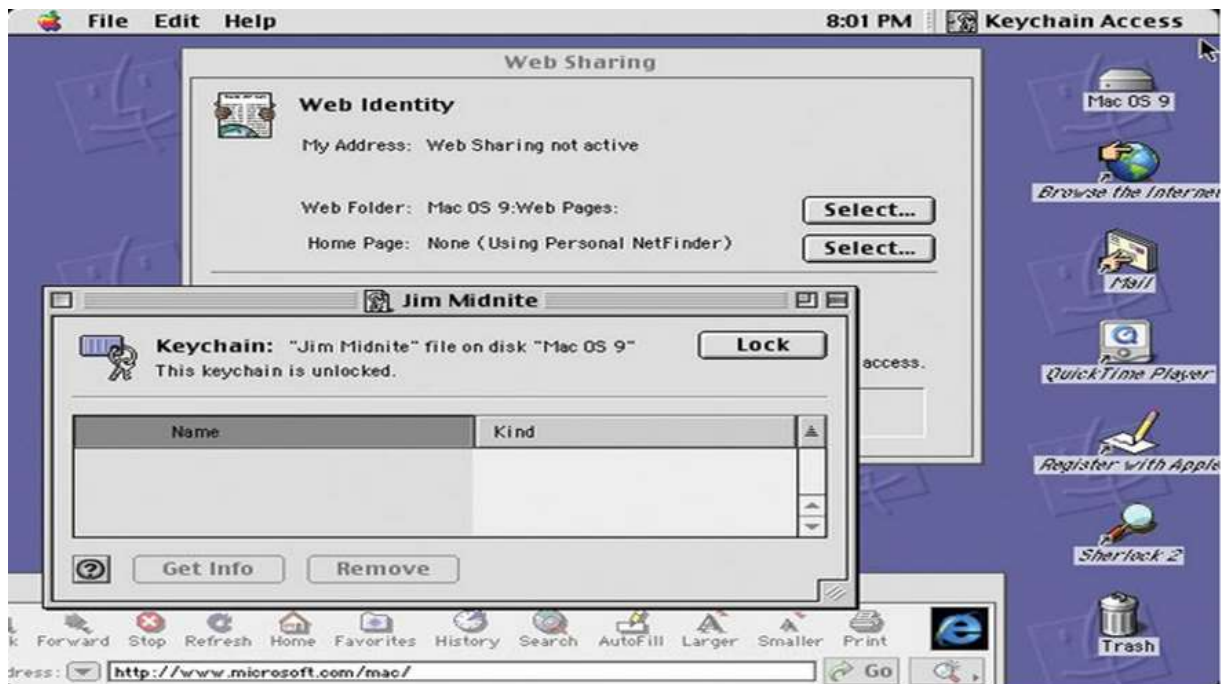 File Edit Help 8:01 PM Keychain Access
Web Sharing
Web Identity
My Address: Web Sharing not active
Web Folder: Mac OS 9:Web Pages: Select...
Home Page: None (Using Personal NetFinder) Select...
Jim Midnite
Keychain: "Jim Midnite" file on disk "Mac OS 9" Lock
This keychain is unlocked.
access.
Name Kind
Get Info Remove
Forward Stop Refresh Home Favorites History Search AutoFill Larger Smaller Print
dress: http://www.microsoft.com/mac/ Go
Mac OS 9
Browse the Internet
Mail
QuickTime Player
Register with Apple
Sherlock 2
Trash